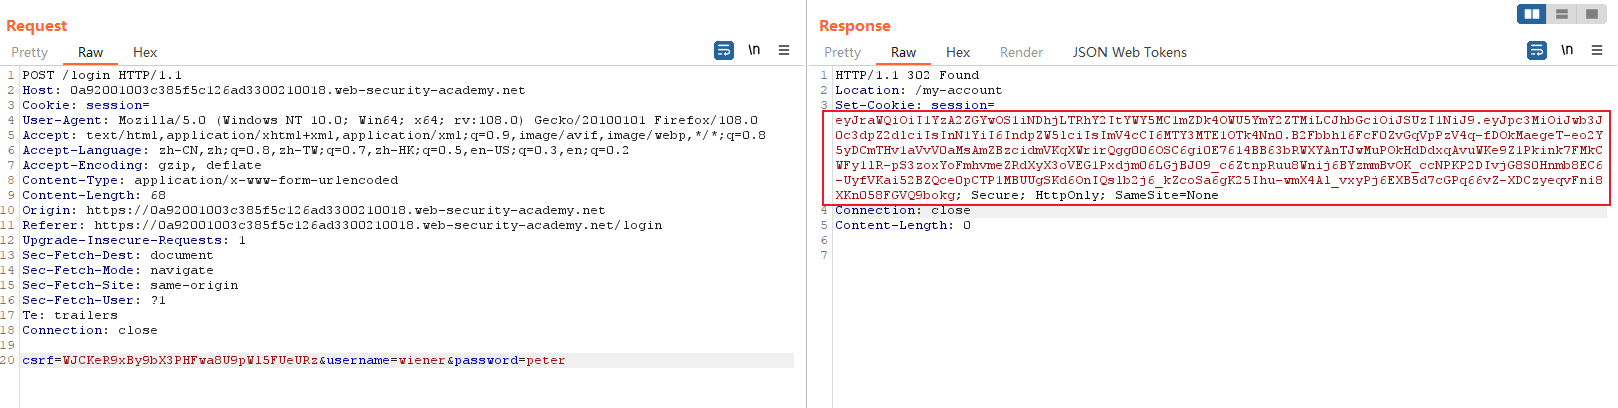 Request
Pretty Raw Hex \n
1 POST /login HTTP/1.1
2 Host: 0a92001003c385f5c126ad3300210018.web-security-academy.net
3 Cookie: session=
4 User-Agent: Mozilla/5.0 (Windows NT 10.0; Win64; x64; rv:108.0) Gecko/20100101 Firefox/108.0
5 Accept: text/html,application/xhtml+xml,application/xml;q=0.9,image/avif,image/webp,*/*;q=0.8
6 Accept-Language: zh-CN,zh;q=0.8,zh-TW;q=0.7,zh-HK;q=0.5,en-US;q=0.3,en;q=0.2
7 Accept-Encoding: gzip, deflate
8 Content-Type: application/x-www-form-urlencoded
9 Content-Length: 68
10 Origin: https://0a92001003c385f5c126ad3300210018.web-security-academy.net
11 Referer: https://0a92001003c385f5c126ad3300210018.web-security-academy.net/login
12 Upgrade-Insecure-Requests: 1
13 Sec-Fetch-Dest: document
14 Sec-Fetch-Mode: navigate
15 Sec-Fetch-Site: same-origin
16 Sec-Fetch-User: ?1
17 Te: trailers
18 Connection: close
19
20 csrf=WJCKeR9xBy9bX3PHFwa8U9pW15FUeURz&username=wiener&password=peter
Response
Pretty Raw Hex Render JSON Web Tokens \n
1 HTTP/1.1 302 Found
2 Location: /my-account
3 Set-Cookie: session=
eyJraWQiOiI1YzA2ZGYwOS1iNDhjLTRhY2ItYWY5MC1mZDk4OWU5YmY2ZTMiLCJhbGciOiJSUzI1NiJ9.eyJpc3MiOiJwb3J
0c3dpZ2dlciIsInN1YiI6IndpZW5lciIsImV4cCI6MTY3MTE1OTk4Nn0.B2Fbbh16FcF0ZvGqVpPzV4q-fDOkMaegeT-eo2Y
; Secure; HttpOnly; SameSite=None
4 Connection: close
5 Content-Length: 0
6
7